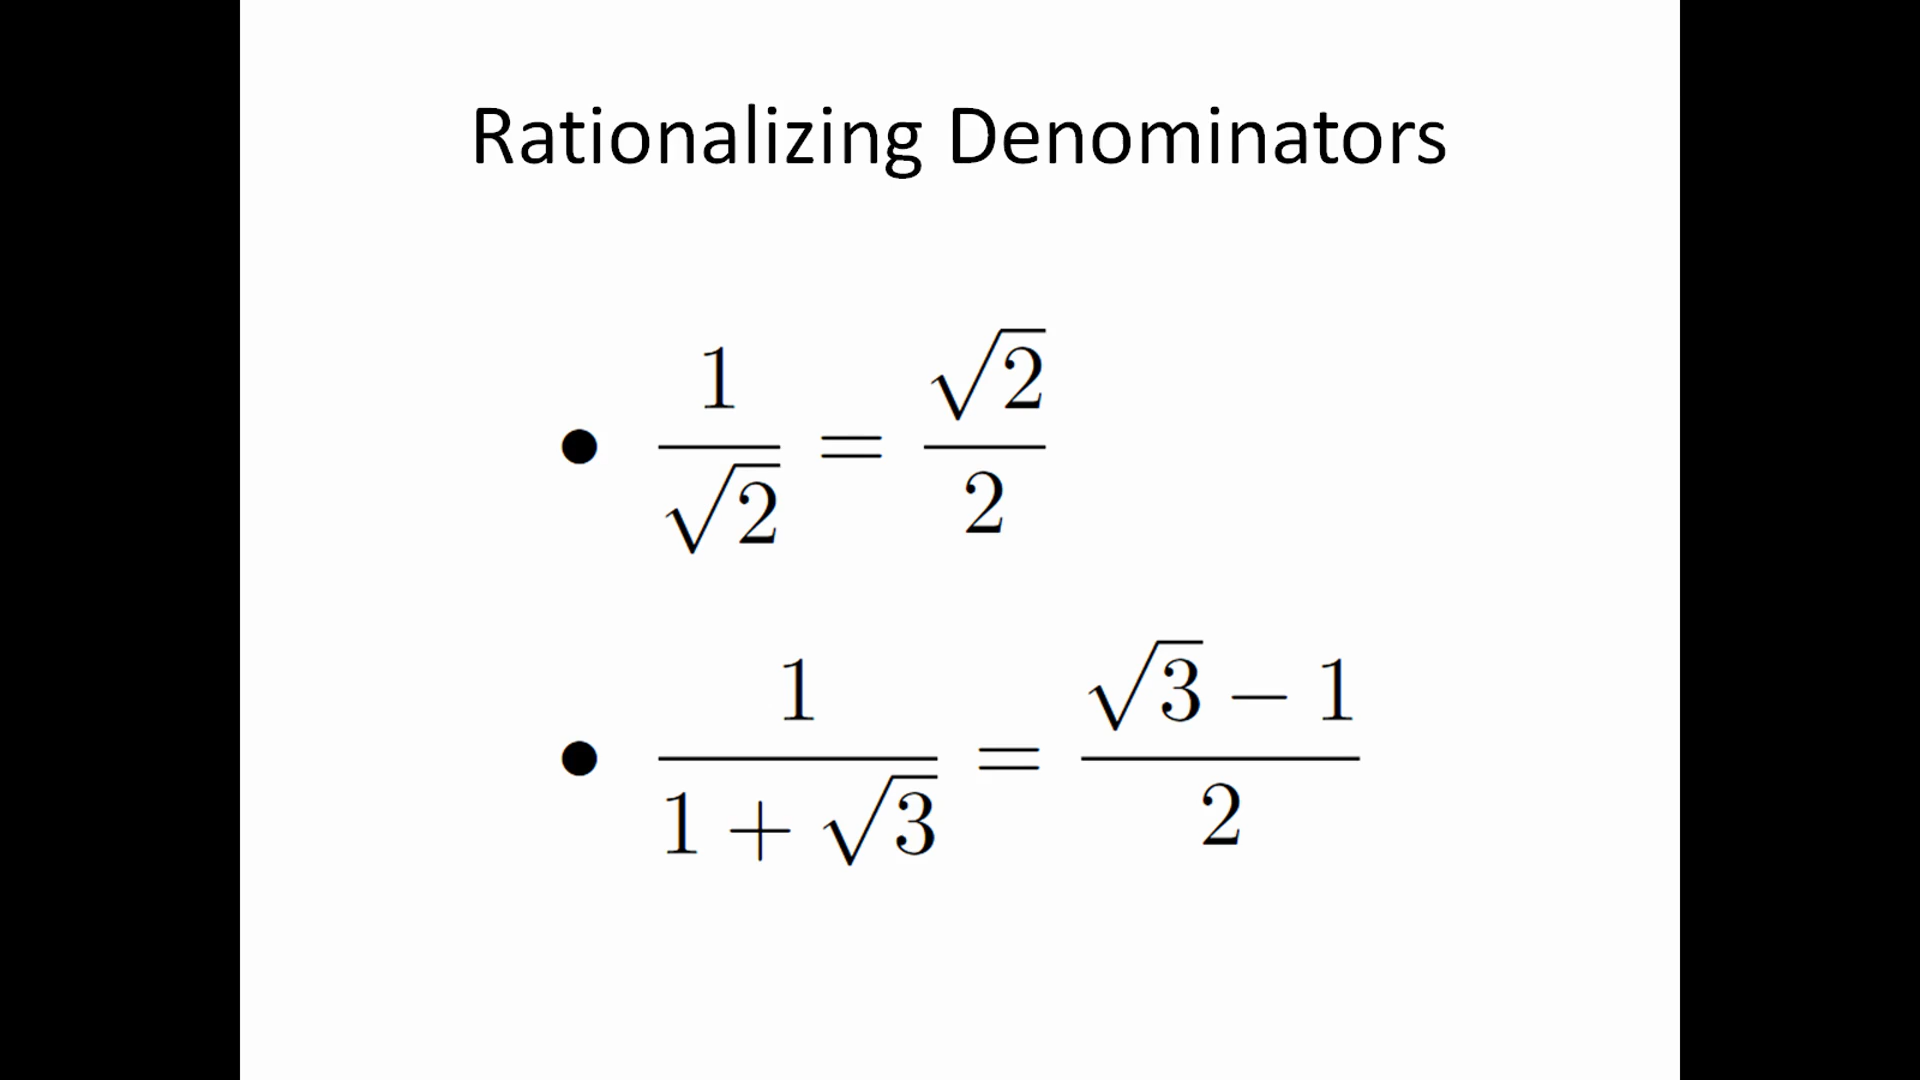 Rationalizing Denominators
• 1/√2 = √2/2
• 1/(1 + √3) = (√3 − 1)/2